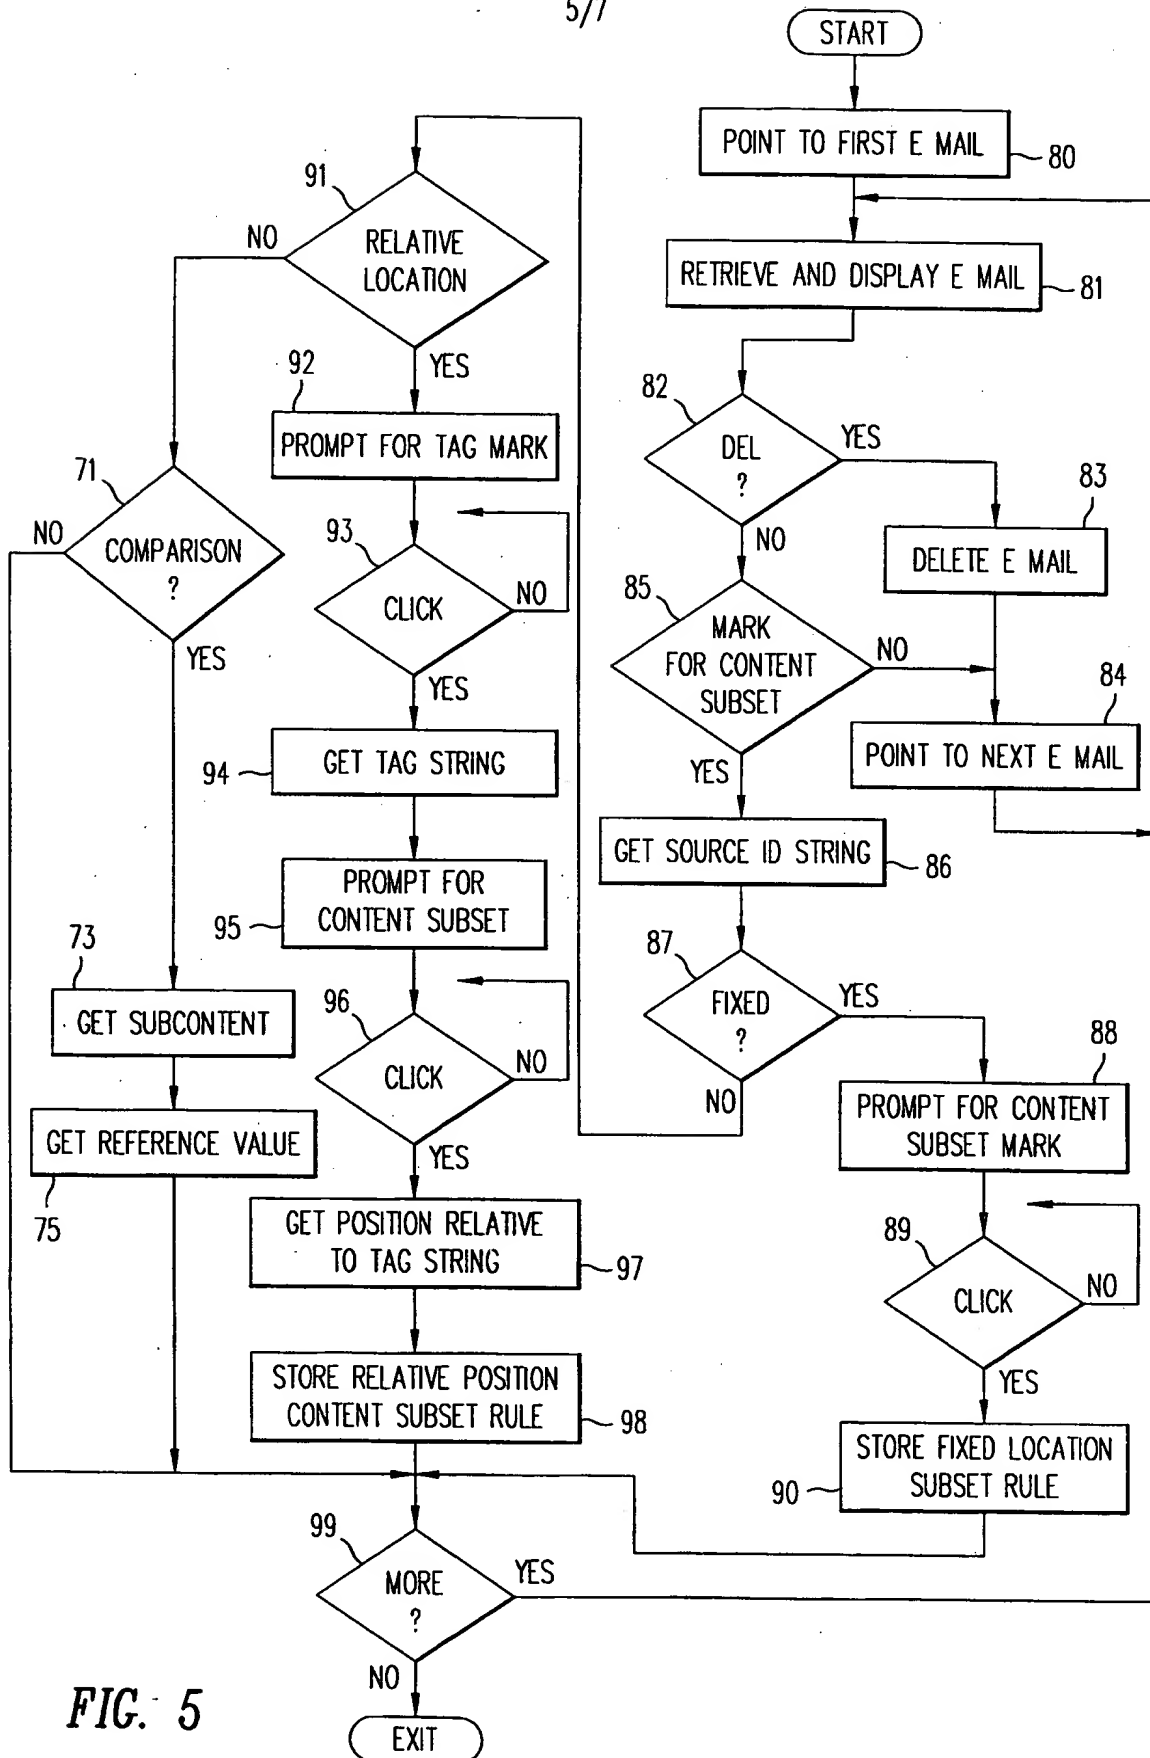 5/7
START
POINT TO FIRST E MAIL
80
RETRIEVE AND DISPLAY E MAIL
81
82
DEL
?
YES
NO
83
DELETE E MAIL
85
MARK
FOR CONTENT
SUBSET
NO
YES
84
POINT TO NEXT E MAIL
GET SOURCE ID STRING
86
87
FIXED
?
YES
NO
88
PROMPT FOR CONTENT
SUBSET MARK
89
CLICK
NO
YES
STORE FIXED LOCATION
SUBSET RULE
90
91
RELATIVE
LOCATION
NO
YES
92
PROMPT FOR TAG MARK
93
CLICK
NO
YES
GET TAG STRING
94
PROMPT FOR
CONTENT SUBSET
95
96
CLICK
NO
YES
GET POSITION RELATIVE
TO TAG STRING
97
STORE RELATIVE POSITION
CONTENT SUBSET RULE
98
71
COMPARISON
?
NO
YES
73
GET SUBCONTENT
GET REFERENCE VALUE
75
99
MORE
?
YES
NO
EXIT
FIG. 5